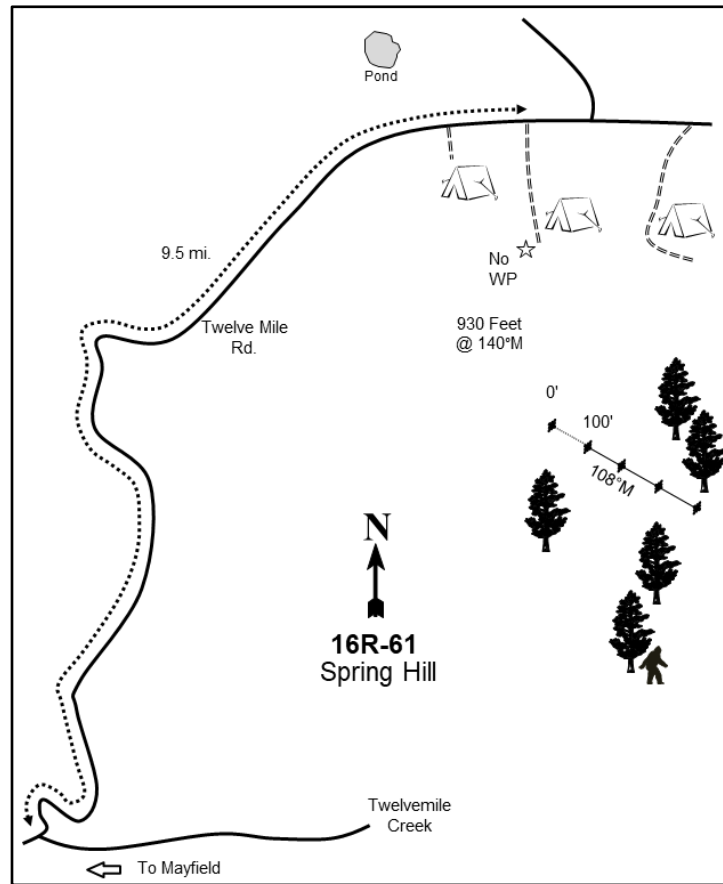 Pond
9.5 mi.
No
WP
Twelve Mile
Rd.
930 Feet
@ 140°M
0'
100'
108°M
N
16R-61
Spring Hill
Twelvemile
Creek
To Mayfield